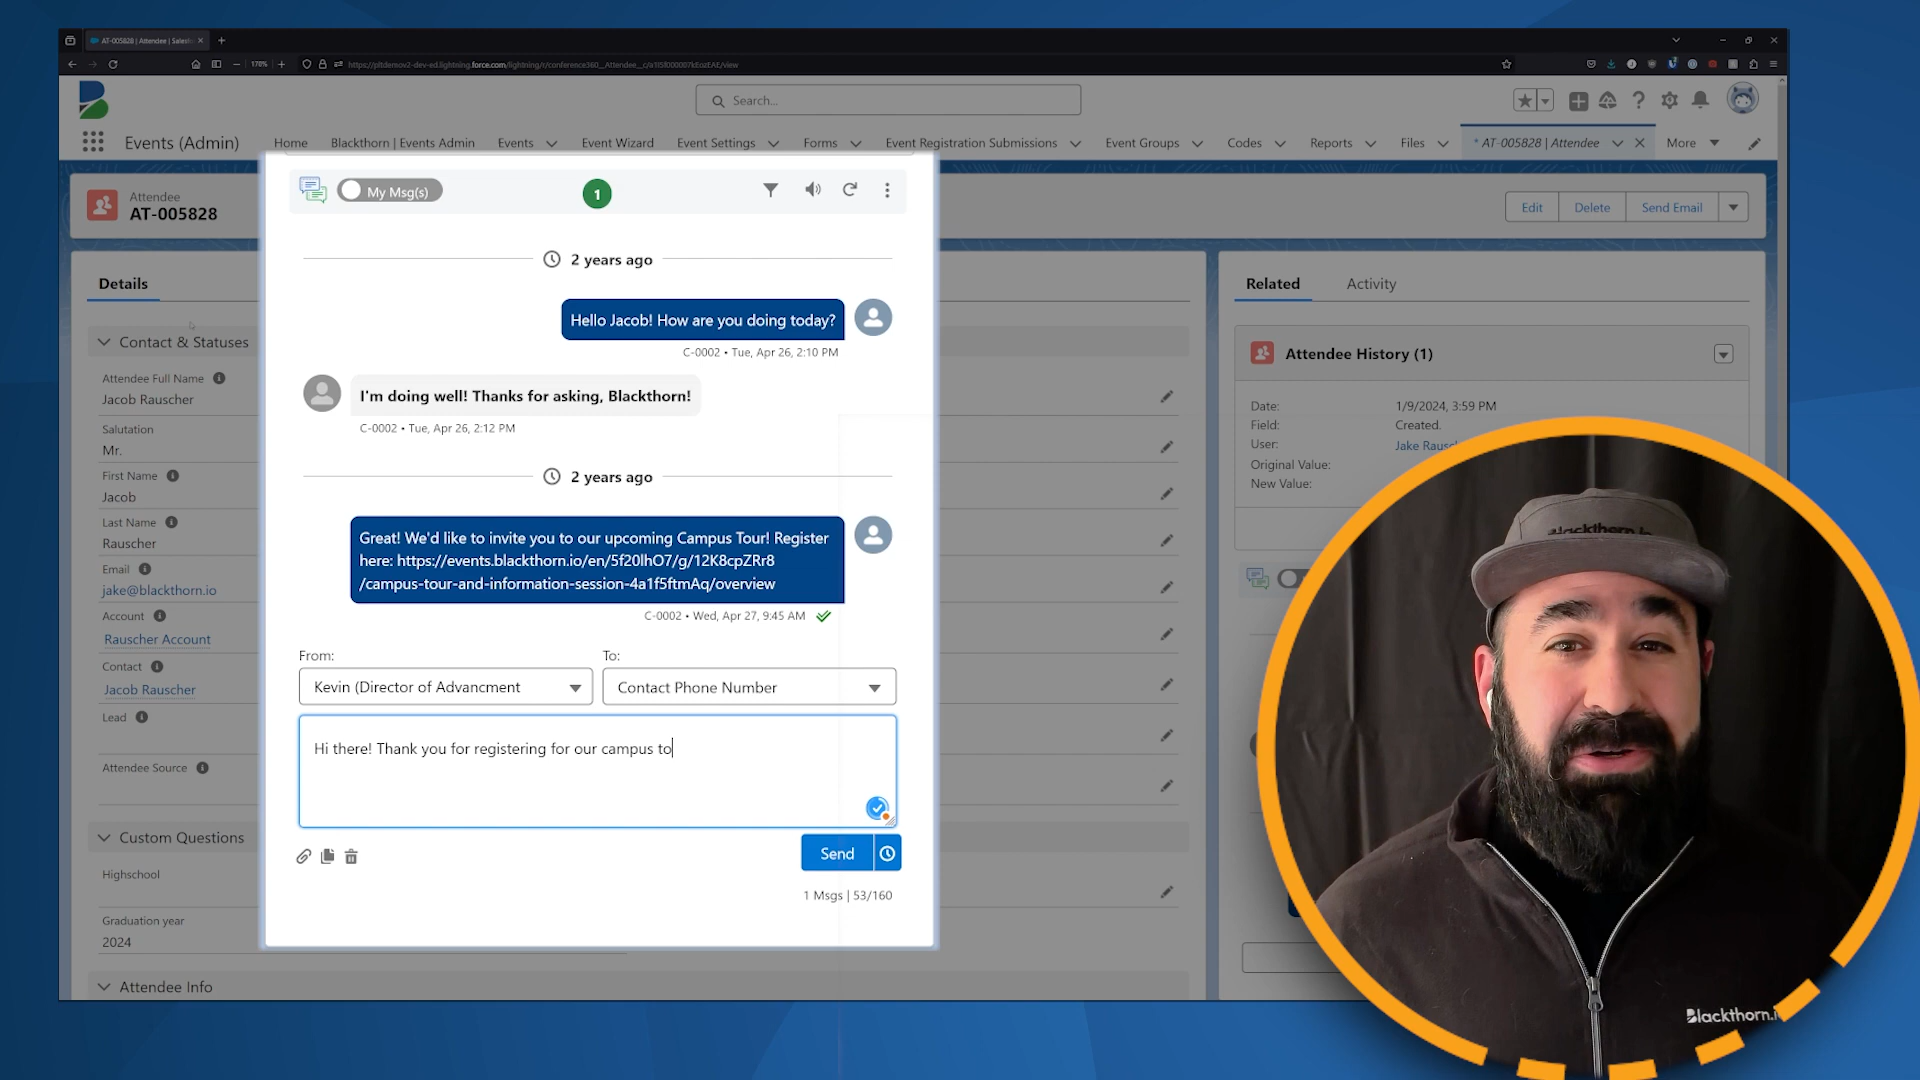 AT-005828 | Attendee | Salesfo
170%
https://pltdemov2-dev-ed.lightning.force.com/lightning/r/conference360__Attendee__c/
Search...
Events (Admin)
Home
Blackthorn | Events Admin
Events
Event Wizard
Event Settings
Forms
Event Registration Submissions
Event Groups
Codes
Reports
Files
* AT-005828 | Attendee
More
Attendee
AT-005828
Edit
Delete
Send Email
My Msg(s)
1
2 years ago
Hello Jacob! How are you doing today?
C-0002 • Tue, Apr 26, 2:10 PM
I'm doing well! Thanks for asking, Blackthorn!
C-0002 • Tue, Apr 26, 2:12 PM
2 years ago
Great! We'd like to invite you to our upcoming Campus Tour! Register
here: https://events.blackthorn.io/en/5f20lhO7/g/12K8cpZRr8
/campus-tour-and-information-session-4a1f5ftmAq/overview
C-0002 • Wed, Apr 27, 9:45 AM
From:
To:
Kevin (Director of Advancment
Contact Phone Number
Hi there! Thank you for registering for our campus to
Send
1 Msgs | 53/160
Details
Contact & Statuses
Attendee Full Name
Jacob Rauscher
Salutation
Mr.
First Name
Jacob
Last Name
Rauscher
Email
jake@blackthorn.io
Account
Rauscher Account
Contact
Jacob Rauscher
Lead
Attendee Source
Custom Questions
Highschool
Graduation year
2024
Attendee Info
Related
Activity
Attendee History (1)
Date:
1/9/2024, 3:59 PM
Field:
Created.
User:
Jake Rausc
Original Value:
New Value:
Blackthorn.io
Blackthorn.i